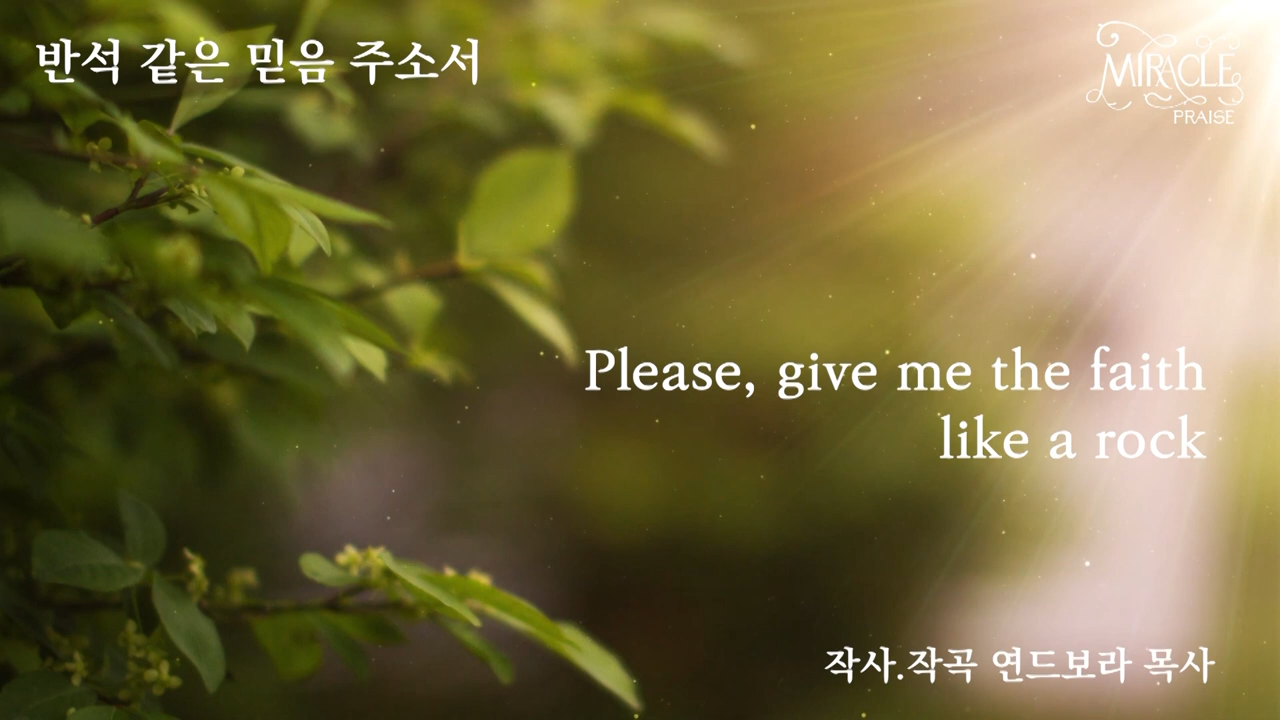 반석 같은 믿음 주소서
MIRACLE
PRAISE
Please, give me the faith
like a rock
작사.작곡 연드보라 목사